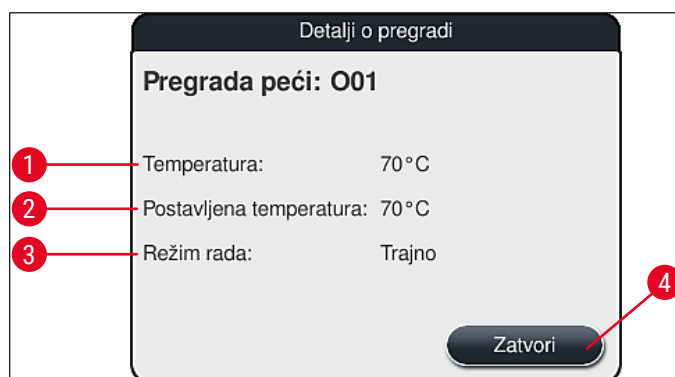 Detalji o pregradi
Pregrada peći: O01
1 Temperatura: 70°C
2 Postavljena temperatura: 70°C
3 Režim rada: Trajno
4
Zatvori